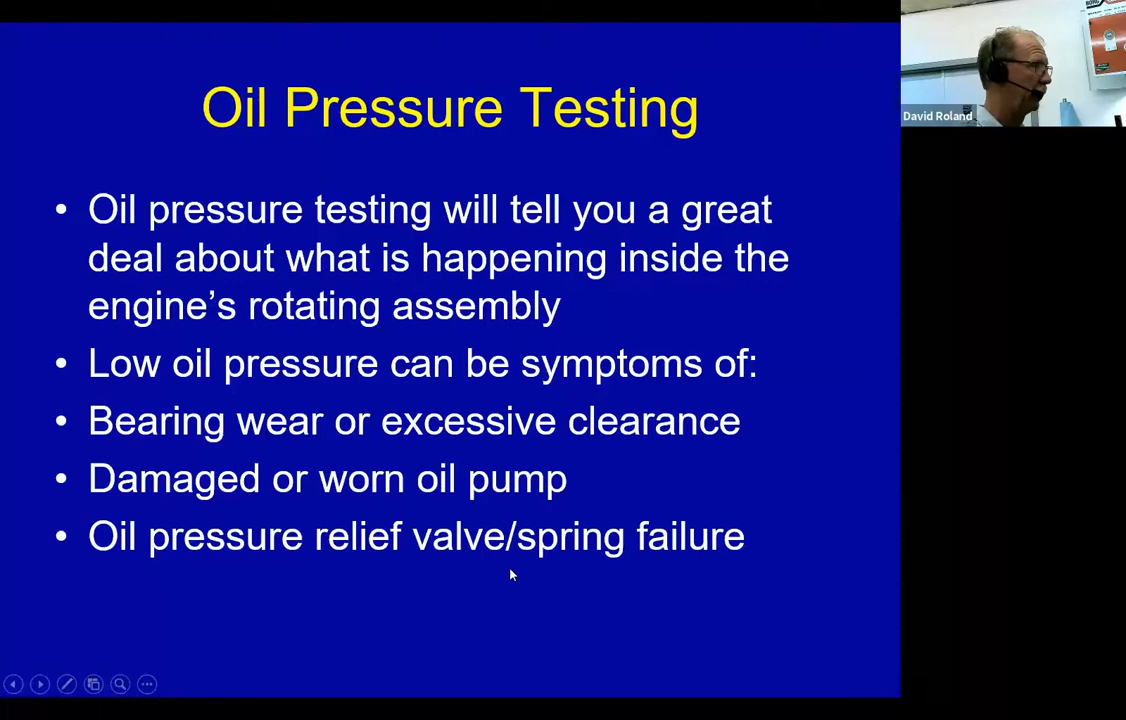 Oil Pressure Testing
• Oil pressure testing will tell you a great
deal about what is happening inside the
engine's rotating assembly
• Low oil pressure can be symptoms of:
• Bearing wear or excessive clearance
• Damaged or worn oil pump
• Oil pressure relief valve/spring failure
David Roland